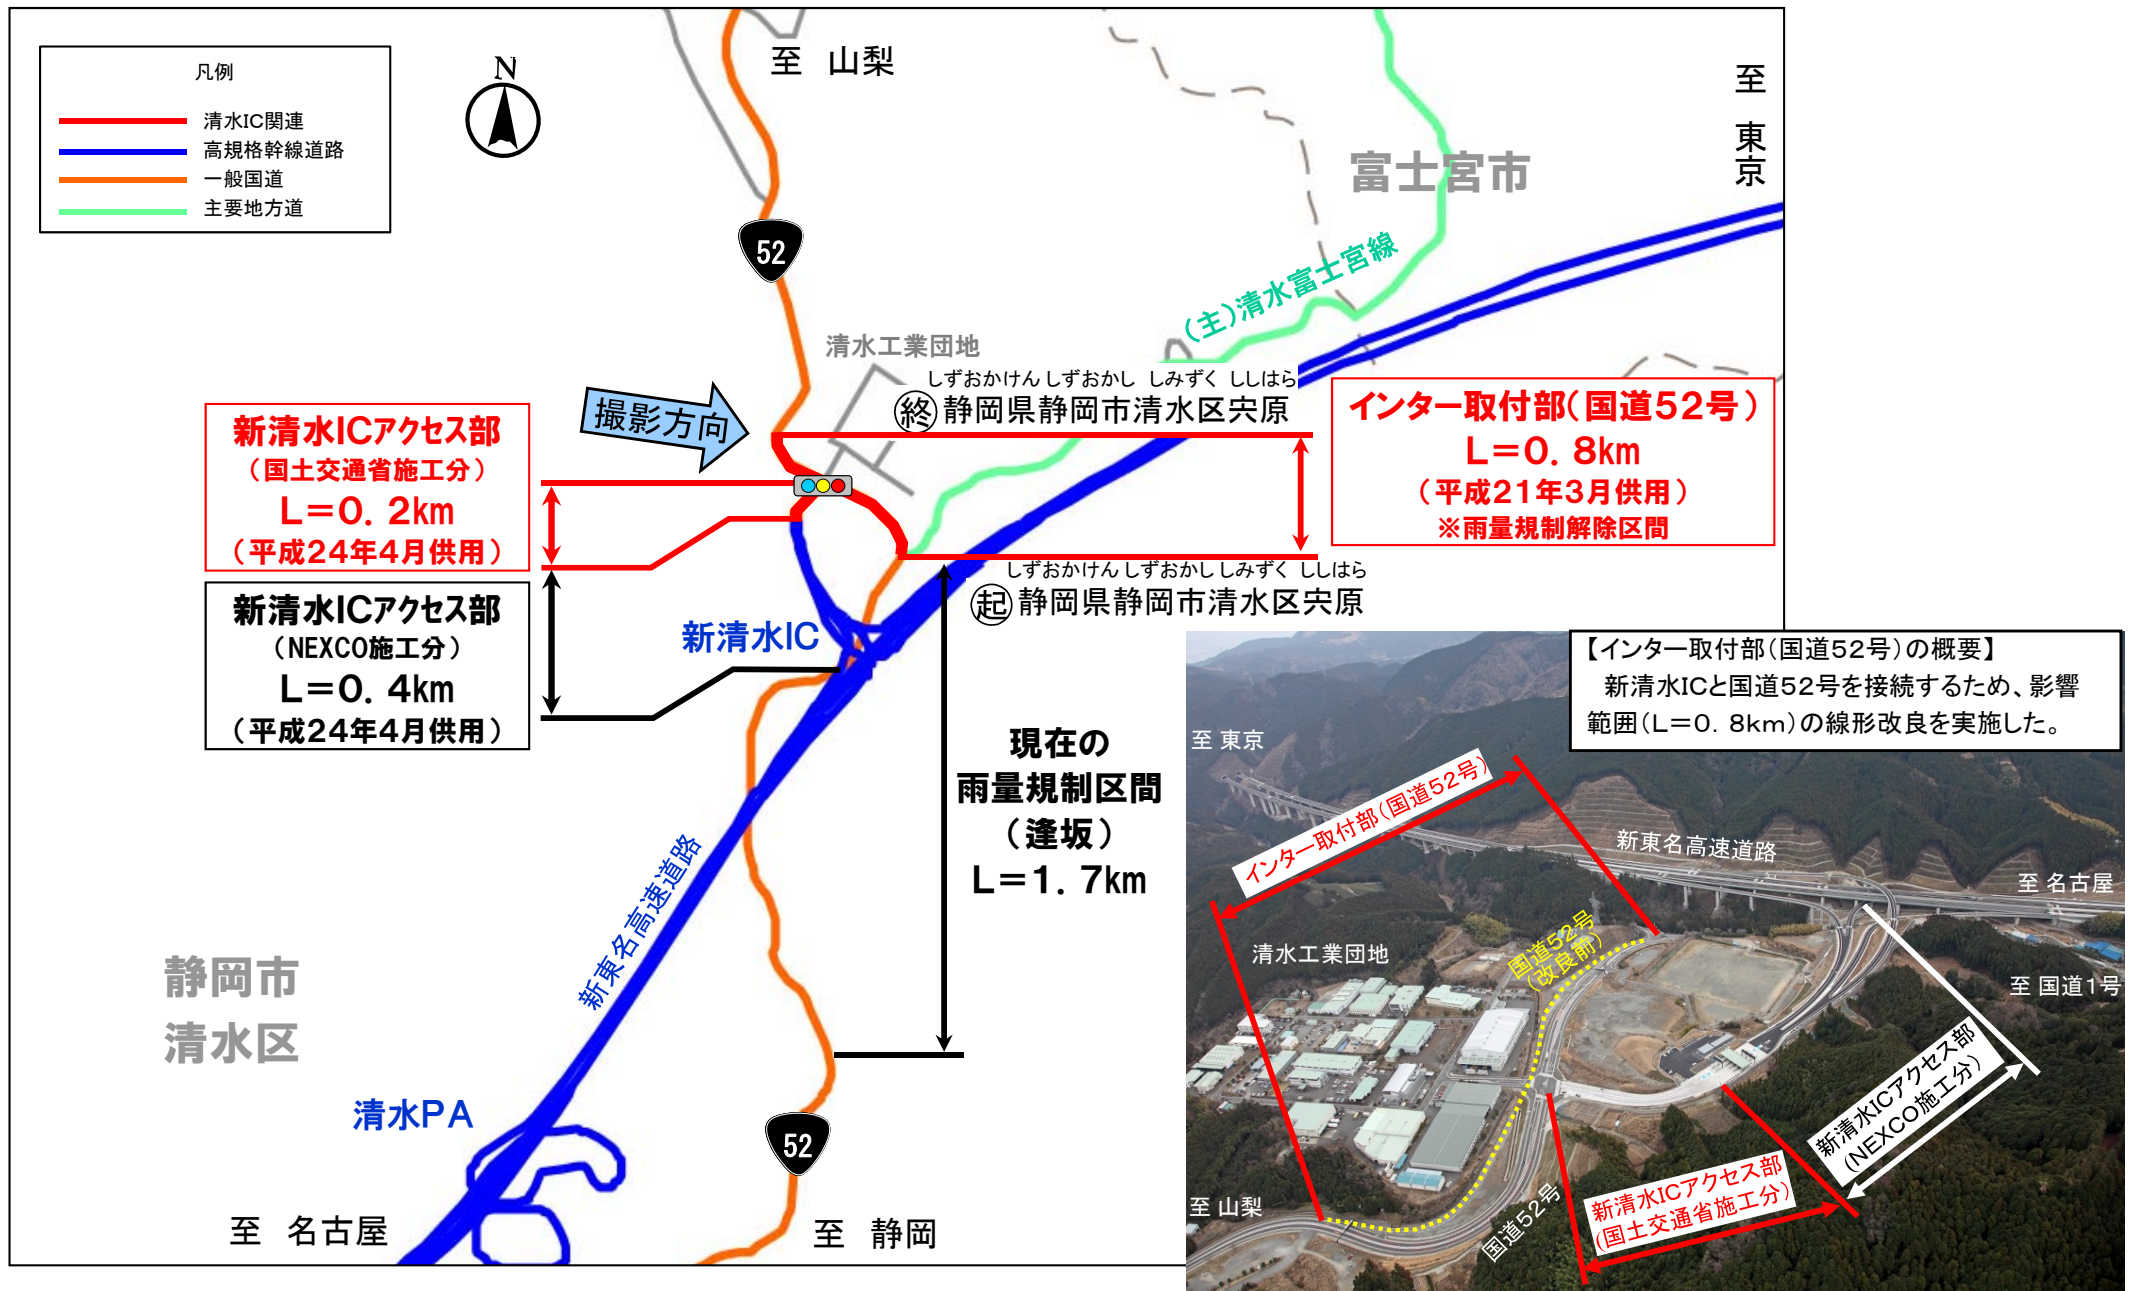 凡例
清水IC関連
高規格幹線道路
一般国道
主要地方道
N
至 山梨
至 東京
富士宮市
52
(主)清水富士宮線
清水工業団地
撮影方向
しずおかけん しずおかし しみずく ししはら
終 静岡県静岡市清水区宍原
インター取付部(国道52号)
L=0.8km
(平成21年3月供用)
※雨量規制解除区間
新清水ICアクセス部
(国土交通省施工分)
L=0.2km
(平成24年4月供用)
しずおかけん しずおかし しみずく ししはら
起 静岡県静岡市清水区宍原
新清水ICアクセス部
(NEXCO施工分)
L=0.4km
(平成24年4月供用)
新清水IC
現在の
雨量規制区間
(逢坂)
L=1.7km
新東名高速道路
静岡市
清水区
清水PA
52
至 名古屋
至 静岡
【インター取付部(国道52号)の概要】
新清水ICと国道52号を接続するため、影響
範囲(L=0.8km)の線形改良を実施した。
至 東京
インター取付部(国道52号)
新東名高速道路
至 名古屋
国道52号
(改良前)
清水工業団地
至 国道1号
新清水ICアクセス部
(NEXCO施工分)
新清水ICアクセス部
(国土交通省施工分)
至 山梨
国道52号